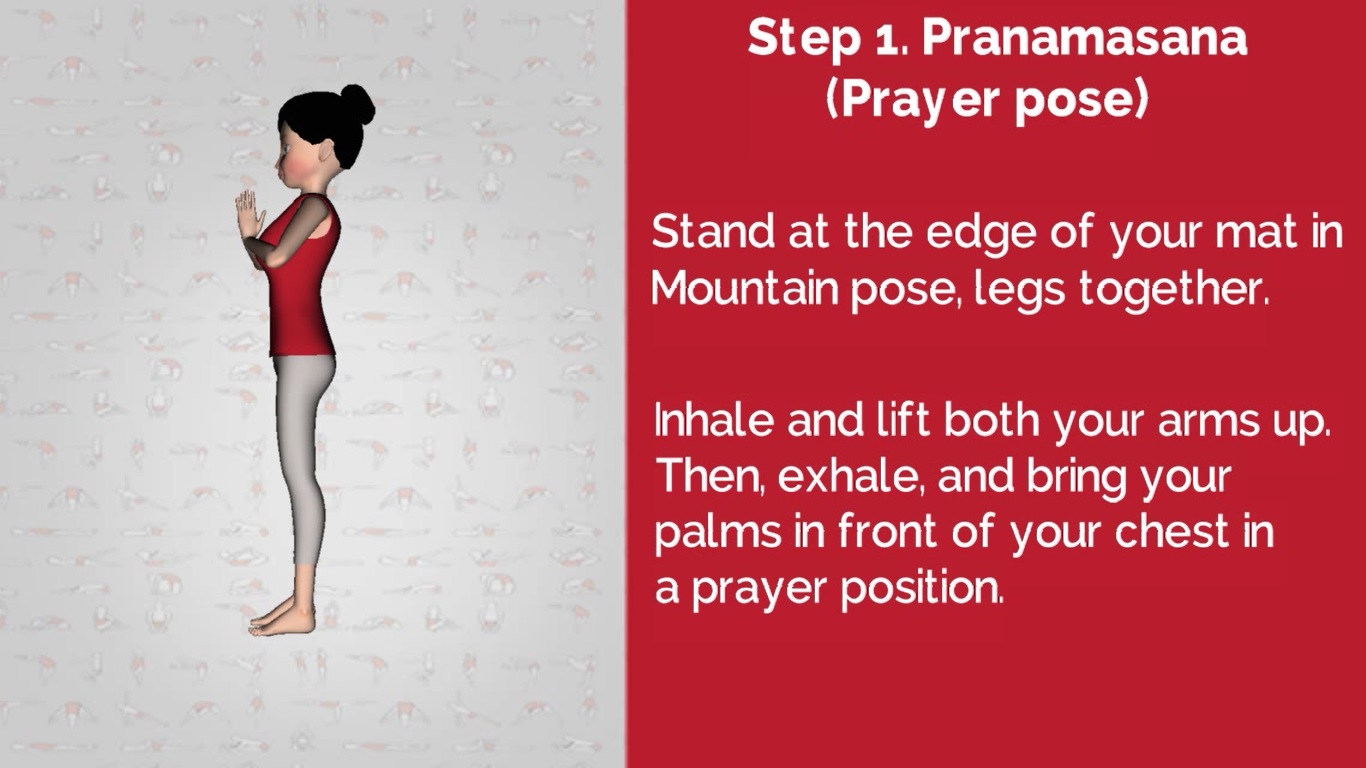 Step 1. Pranamasana
(Prayer pose)
Stand at the edge of your mat in
Mountain pose, legs together.
Inhale and lift both your arms up.
Then, exhale, and bring your
palms in front of your chest in
a prayer position.